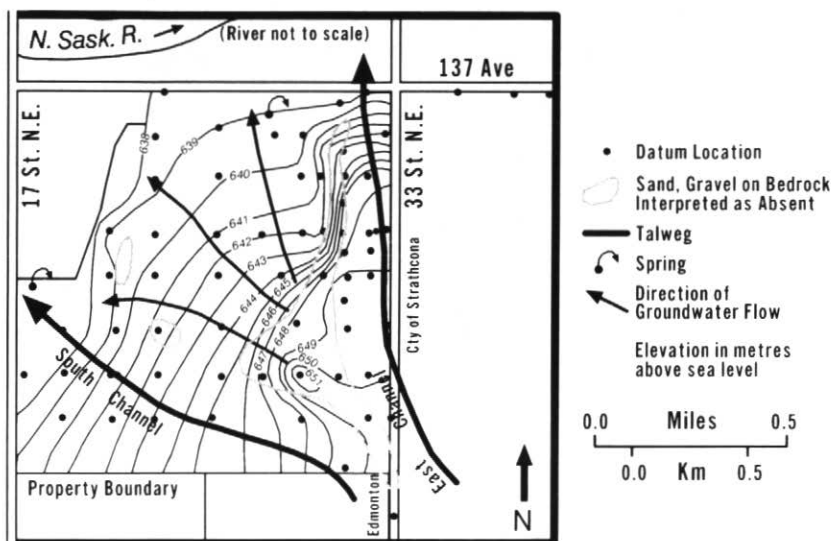 N. Sask. R.
(River not to scale)
137 Ave
17 St. N.E.
33 St. N.E.
638
639
640
641
642
643
644
645
646
647
648
649
650
651
Cty of Strathcona
South Channel
East Channel
Edmonton
Property Boundary
N
Datum Location
Sand, Gravel on Bedrock
Interpreted as Absent
Talweg
Spring
Direction of
Groundwater Flow
Elevation in metres
above sea level
0.0 Miles 0.5
0.0 Km 0.5